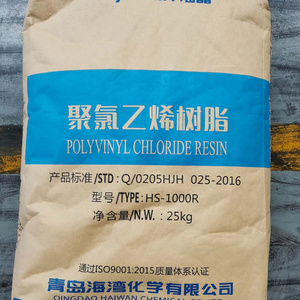 聚氯乙烯树脂
POLYVINYL CHLORIDE RESIN
产品标准/STD: Q/0205HJH 025-2016
型号/TYPE: HS-1000R
净含量/N.W.: 25kg
通过ISO9001:2015质量体系认证
青岛海湾化学有限公司
QINGDAO HAIWAN CHEMICAL CO.,LTD